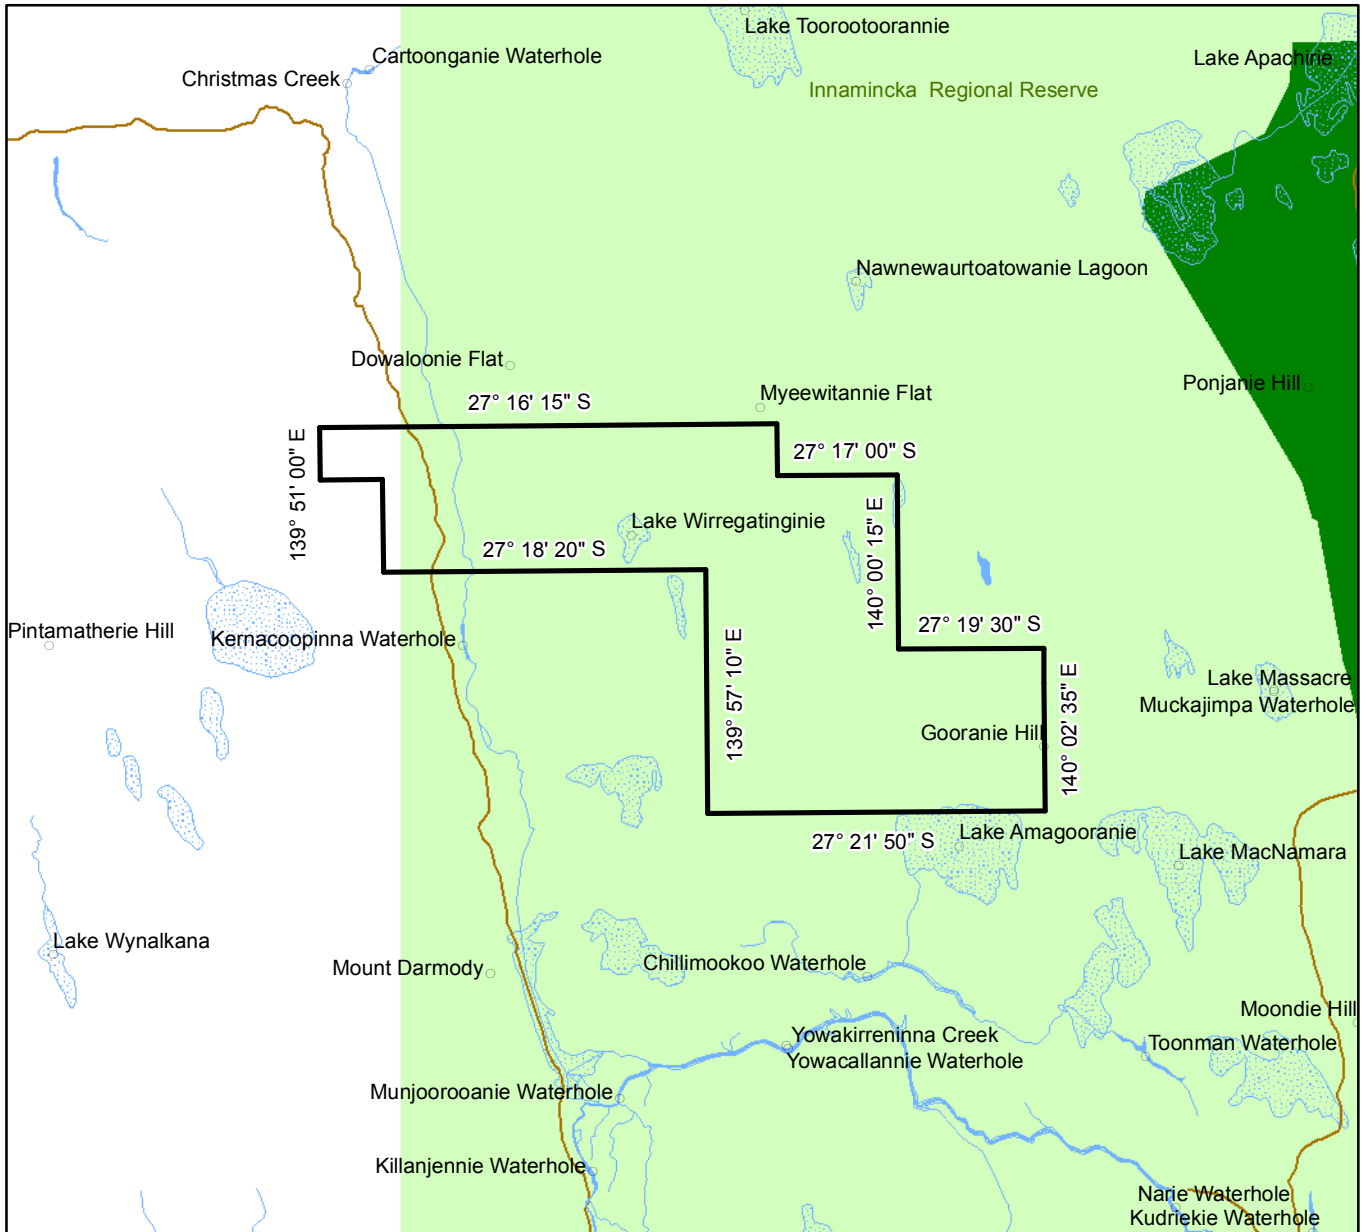 Lake Toorootoorannie
Cartoonganie Waterhole
Lake Apachirie
Christmas Creek
Innamincka Regional Reserve
Nawnewaurtoatowanie Lagoon
Dowaloonie Flat
Ponjanie Hill
Myeewitannie Flat
27° 16' 15" S
27° 17' 00" S
139° 51' 00" E
Lake Wirregatinginie
27° 18' 20" S
140° 00' 15" E
27° 19' 30" S
Pintamatherie Hill
Kernacoopinna Waterhole
139° 57' 10" E
Lake Massacre
Muckajimpa Waterhole
Gooranie Hill
140° 02' 35" E
27° 21' 50" S
Lake Amagooranie
Lake MacNamara
Lake Wynalkana
Mount Darmody
Chillimookoo Waterhole
Moondie Hill
Yowakirreninna Creek
Toonman Waterhole
Yowacallannie Waterhole
Munjoorooanie Waterhole
Killanjennie Waterhole
Narie Waterhole
Kudriekie Waterhole